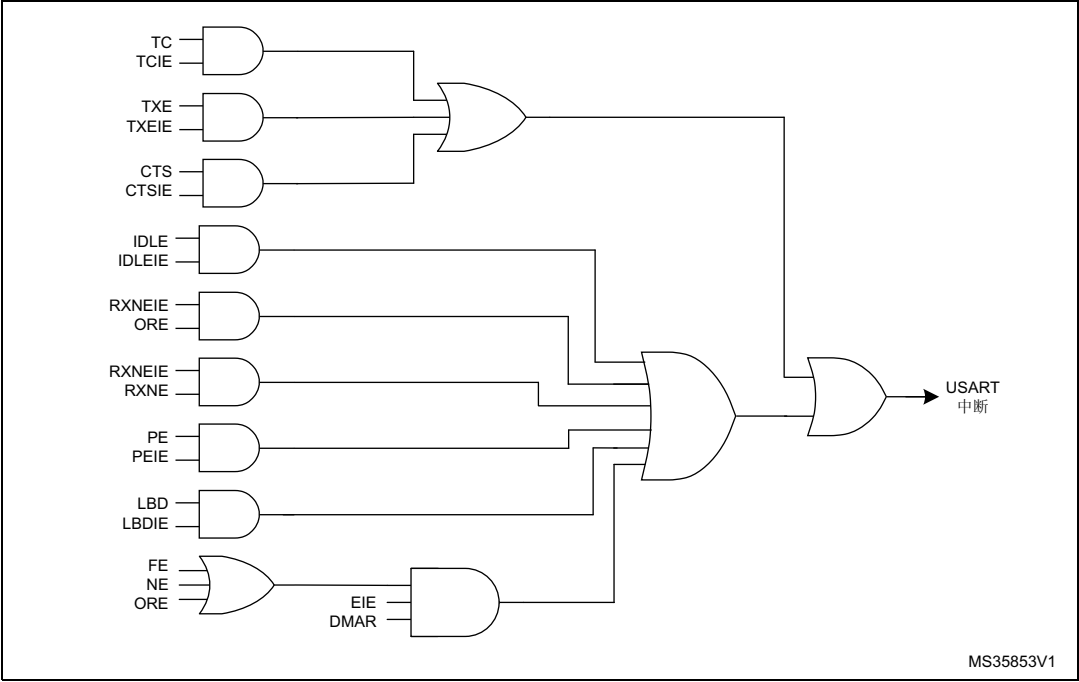 TC
TCIE
TXE
TXEIE
CTS
CTSIE
IDLE
IDLEIE
RXNEIE
ORE
RXNEIE
RXNE
PE
PEIE
LBD
LBDIE
FE
NE
ORE
EIE
DMAR
USART
中断
MS35853V1